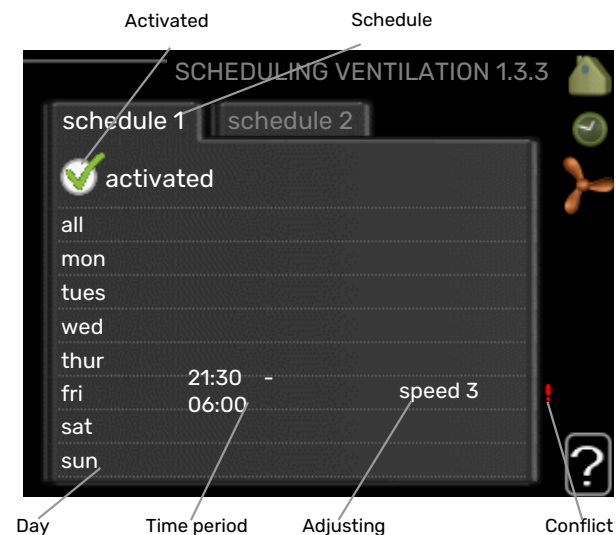 Activated Schedule
SCHEDULING VENTILATION 1.3.3
schedule 1 schedule 2
activated
all
mon
tues
wed
thur
21:30 -
fri speed 3 !
06:00
sat
sun
?
Day Time period Adjusting Conflict